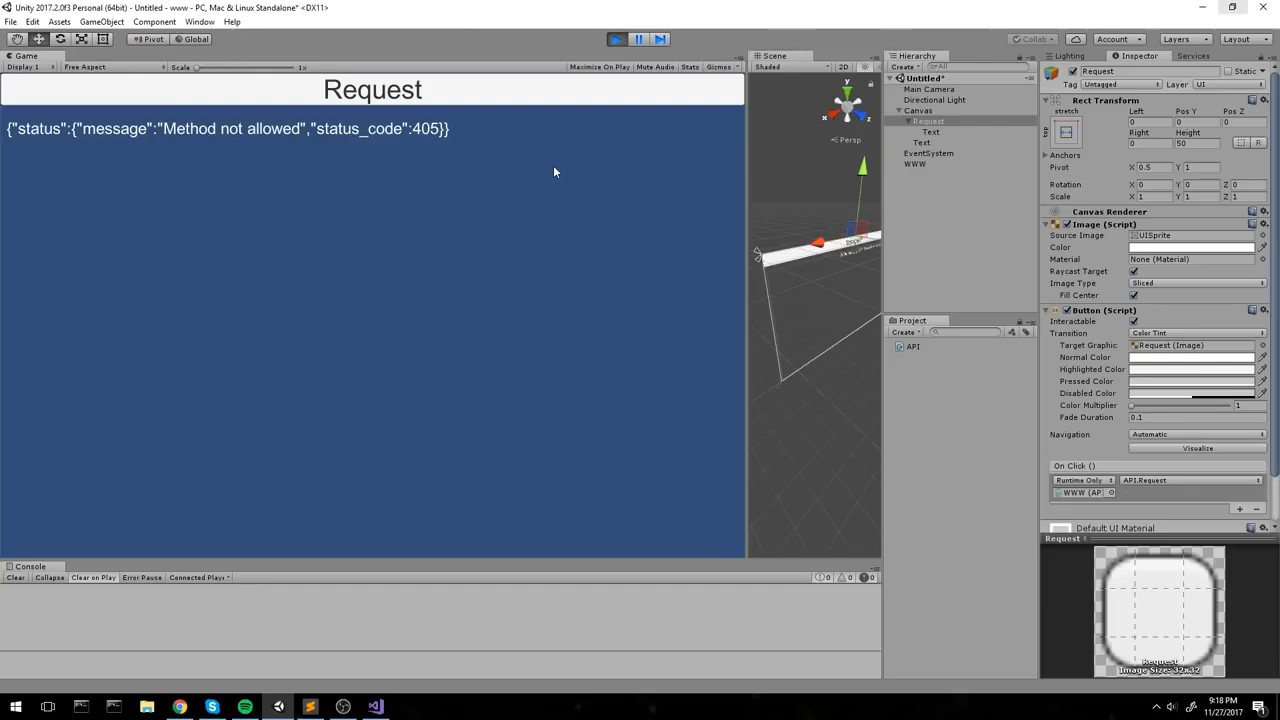 Unity 2017.2.0f3 Personal (64bit) - Untitled - www - PC, Mac & Linux Standalone* <DX11>
File Edit Assets GameObject Component Window Help
Pivot Global Collab Account Layers Layout
Game Scene Hierarchy Lighting Inspector Services
Display 1 Free Aspect Scale 1x Maximize On Play Mute Audio Stats Gizmos Shaded 2D Create All
Request Static
Tag Untagged Layer UI
Request
{"status":{"message":"Method not allowed","status_code":405}}
y
x
z
Persp
Untitled*
Main Camera
Directional Light
Canvas
Request
Text
Text
EventSystem
WWW
Rect Transform
stretch Left Pos Y Pos Z
top 0 0 0
Right Height
0 50 R
Anchors
Pivot X 0.5 Y 1
Rotation X 0 Y 0 Z 0
Scale X 1 Y 1 Z 1
Canvas Renderer
Image (Script)
Source Image UISprite
Color
Material None (Material)
Raycast Target
Image Type Sliced
Fill Center
Button (Script)
Interactable
Transition Color Tint
Target Graphic Request (Image)
Normal Color
Highlighted Color
Pressed Color
Disabled Color
Color Multiplier 1
Fade Duration 0.1
Navigation Automatic
Visualize
On Click ()
Runtime Only API.Request
WWW (API
Default UI Material
Project
Create
API
Console
Clear Collapse Clear on Play Error Pause Connected Players 0 0 0
Request
Request
Image Size: 32x32
9:18 PM
11/27/2017